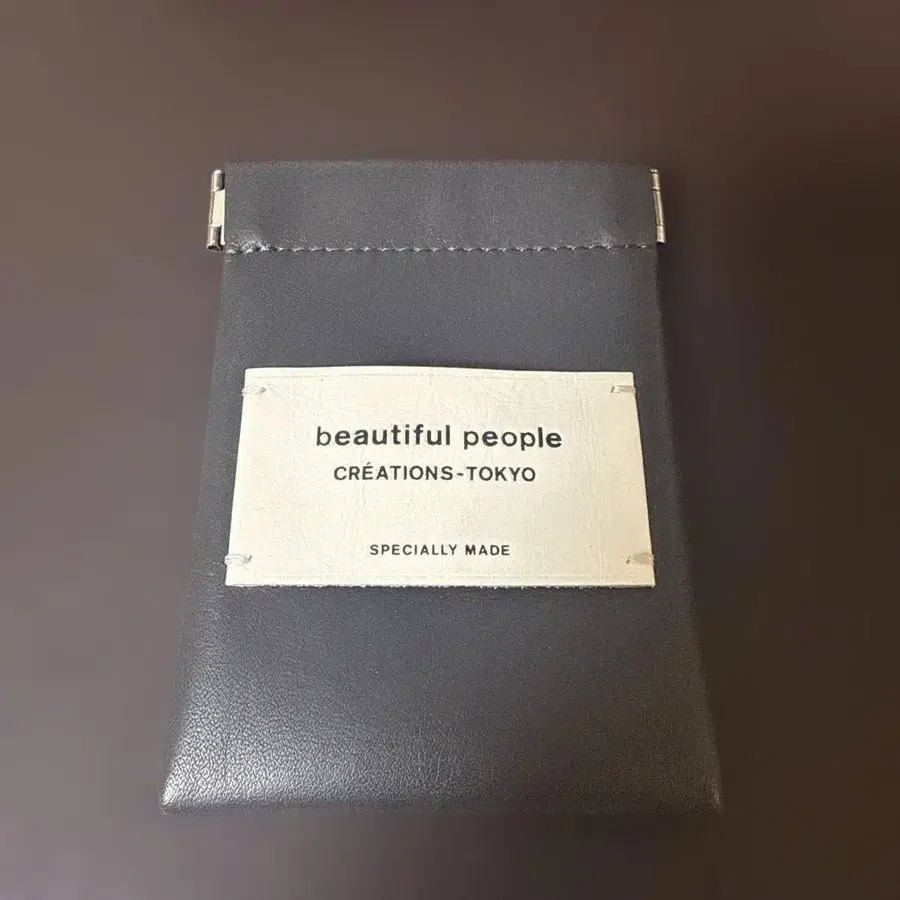 beautiful people
CRÉATIONS-TOKYO
SPECIALLY MADE